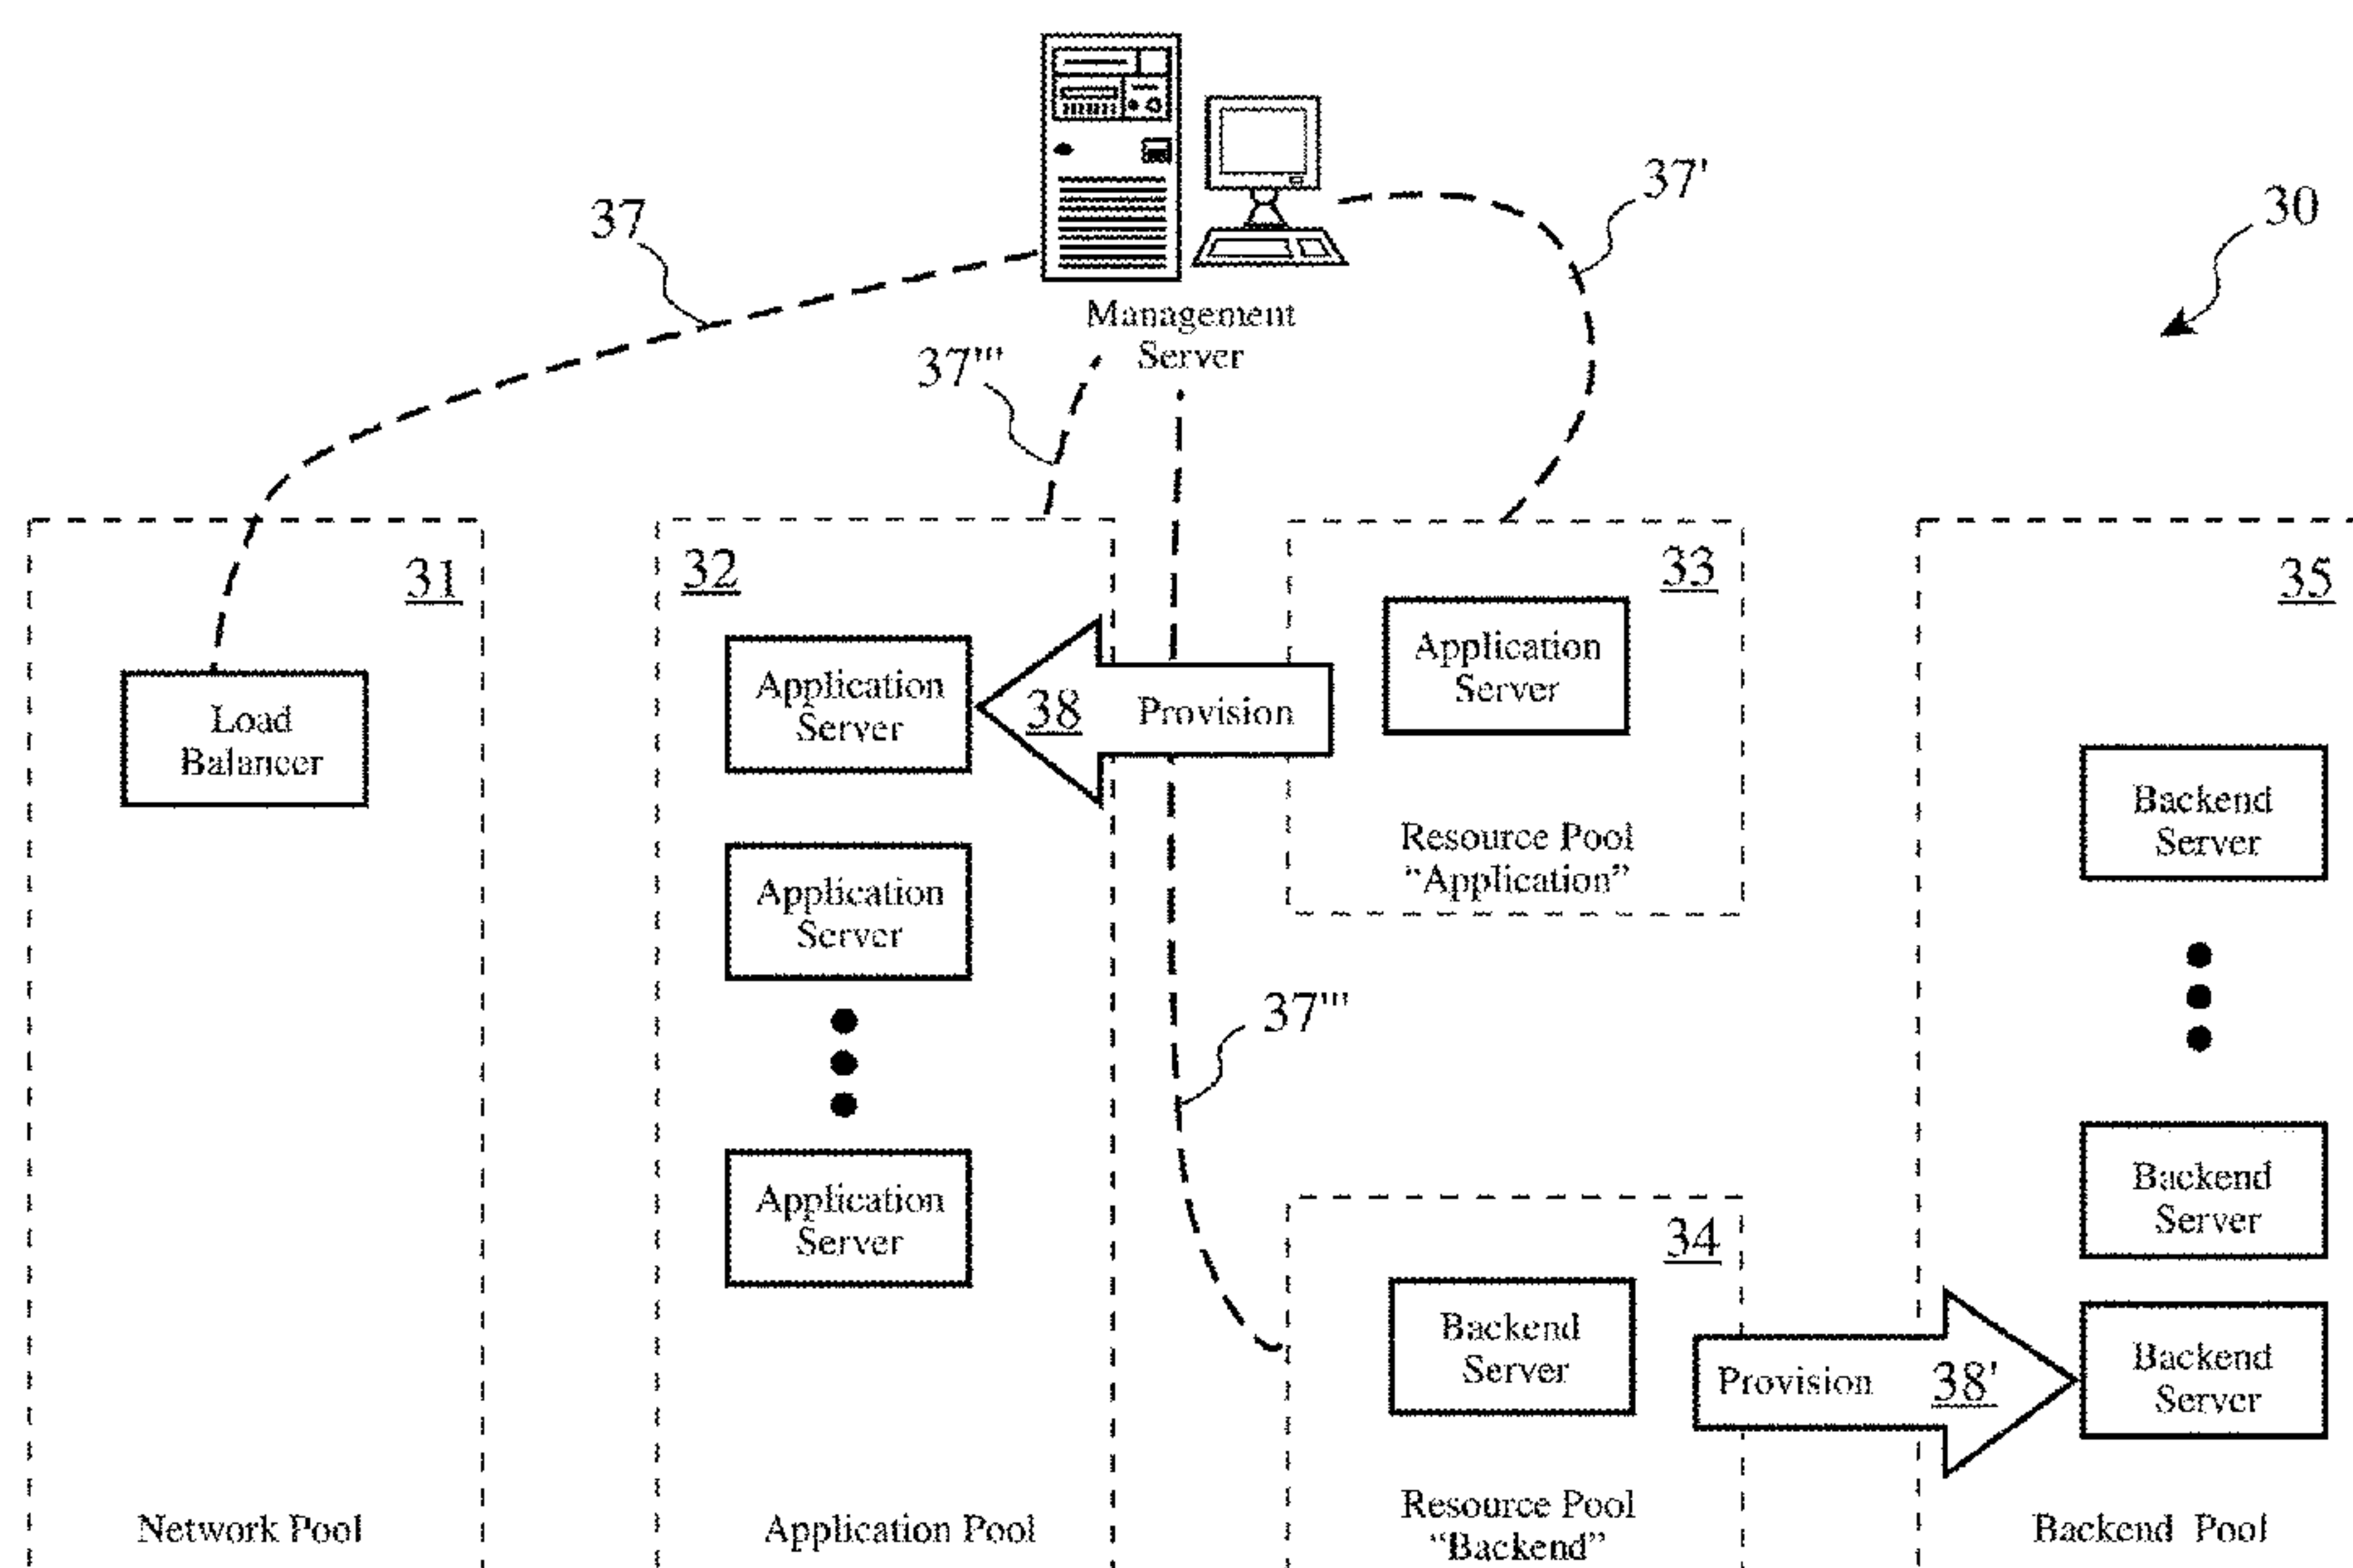 37'
30
37
Management
Server
37'''
31
32
33
35
Application
Server
Application
Server
38
Provision
Load
Balancer
Backend
Server
Resource Pool
“Application”
Application
Server
37'''
Backend
Server
Application
Server
34
Backend
Server
Backend
Server
Provision
38'
Network Pool
Application Pool
Resource Pool
“Backend”
Backend Pool